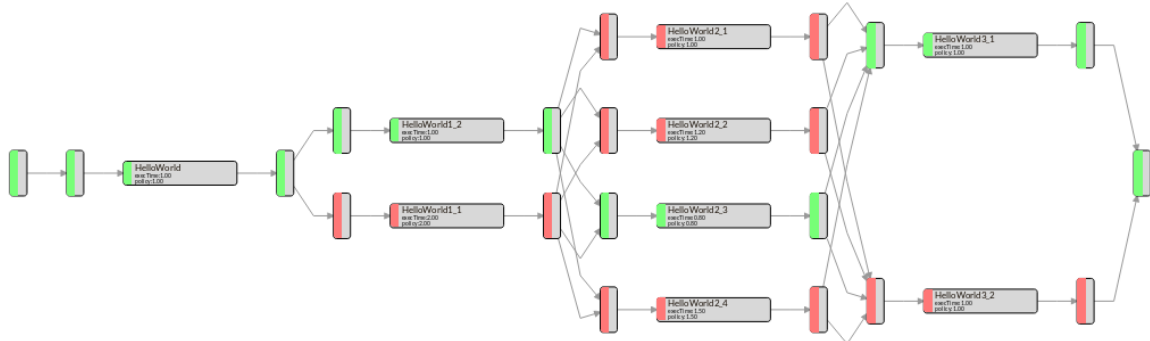 HelloWorld
execTime:1.00
policy:1.00
HelloWorld1_2
execTime:1.00
policy:1.00
HelloWorld1_1
execTime:2.00
policy:2.00
HelloWorld2_1
execTime:1.00
policy:1.00
HelloWorld2_2
execTime:1.20
policy:1.20
HelloWorld2_3
execTime:0.80
policy:0.80
HelloWorld2_4
execTime:1.50
policy:1.50
HelloWorld3_1
execTime:1.00
policy:1.00
HelloWorld3_2
execTime:1.00
policy:1.00